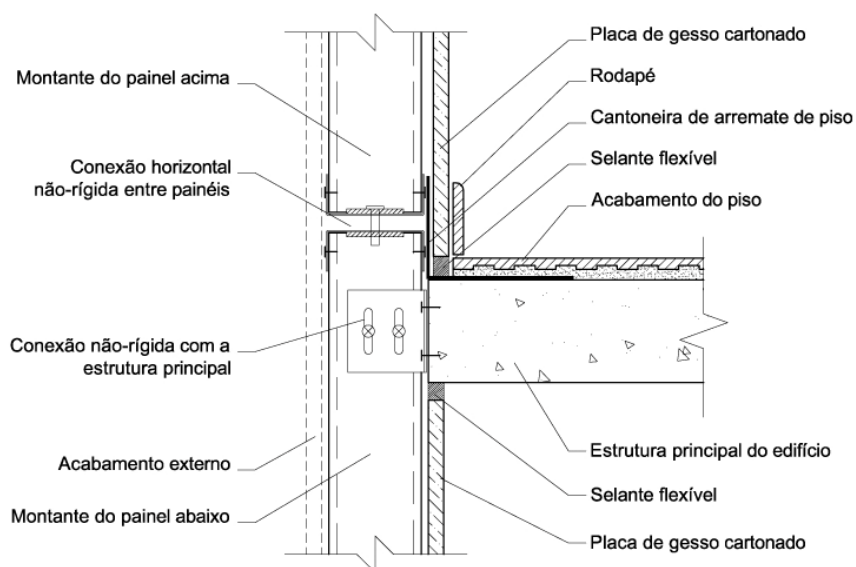 Placa de gesso cartonado
Montante do painel acima
Rodapé
Cantoneira de arremate de piso
Conexão horizontal
não-rígida entre painéis
Selante flexível
Acabamento do piso
Conexão não-rígida com a
estrutura principal
Estrutura principal do edifício
Acabamento externo
Selante flexível
Montante do painel abaixo
Placa de gesso cartonado